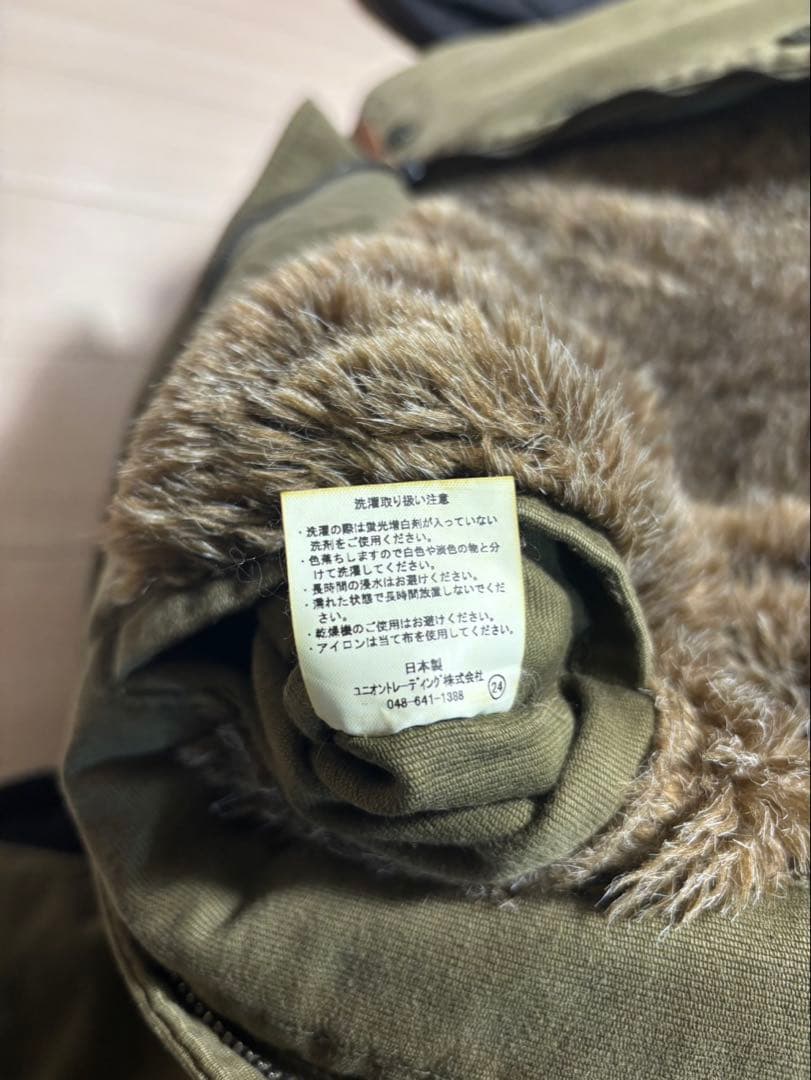 洗濯取り扱い注意
・洗濯の際は蛍光増白剤が入っていない
洗剤をご使用ください。
・色落ちしますので白色や淡色の物と分
けて洗濯してください。
・長時間の浸水はお避けください。
・濡れた状態で長時間放置しないでくだ
さい。
・乾燥機のご使用はお避けください。
・アイロンは当て布を使用してください。
日本製
ユニオントレーディング株式会社 24
048-641-1388